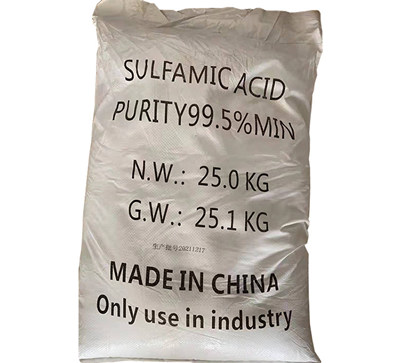 SULFAMIC ACID
PURITY99.5%MIN
N.W.: 25.0 KG
G.W.: 25.1 KG
生产批号20211217
MADE IN CHINA
Only use in industry